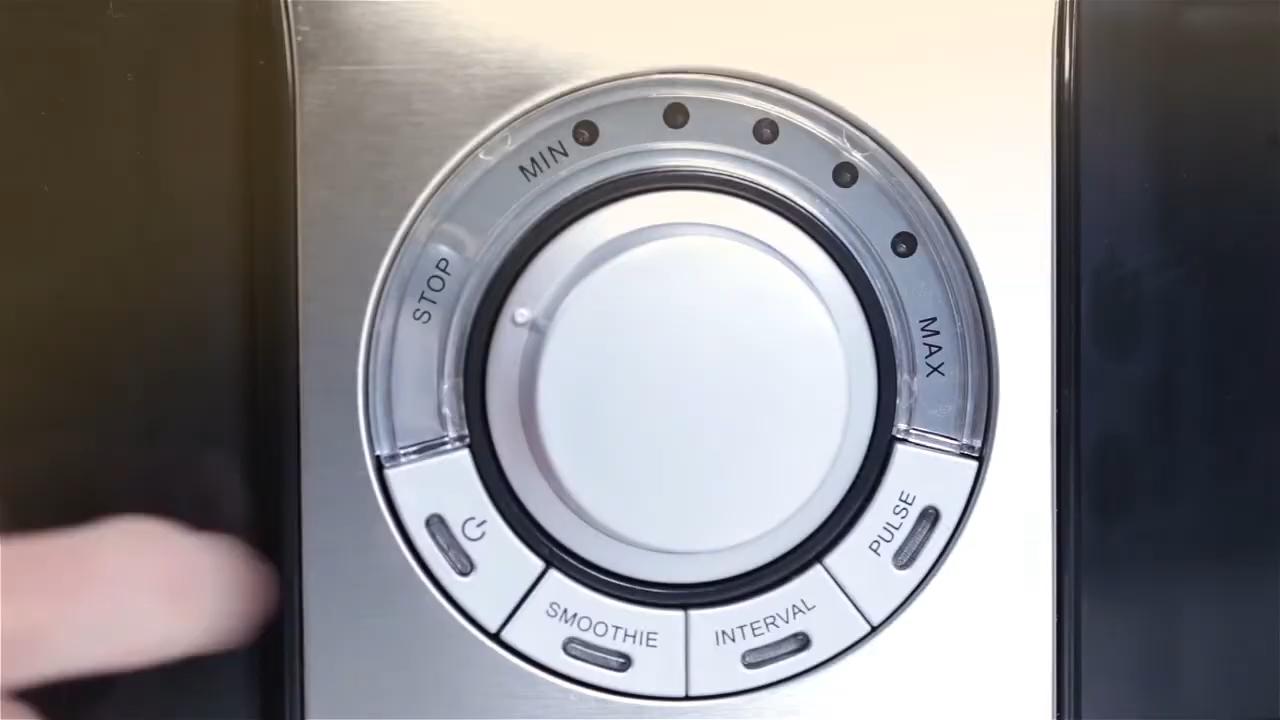 MIN
STOP
MAX
PULSE
SMOOTHIE
INTERVAL